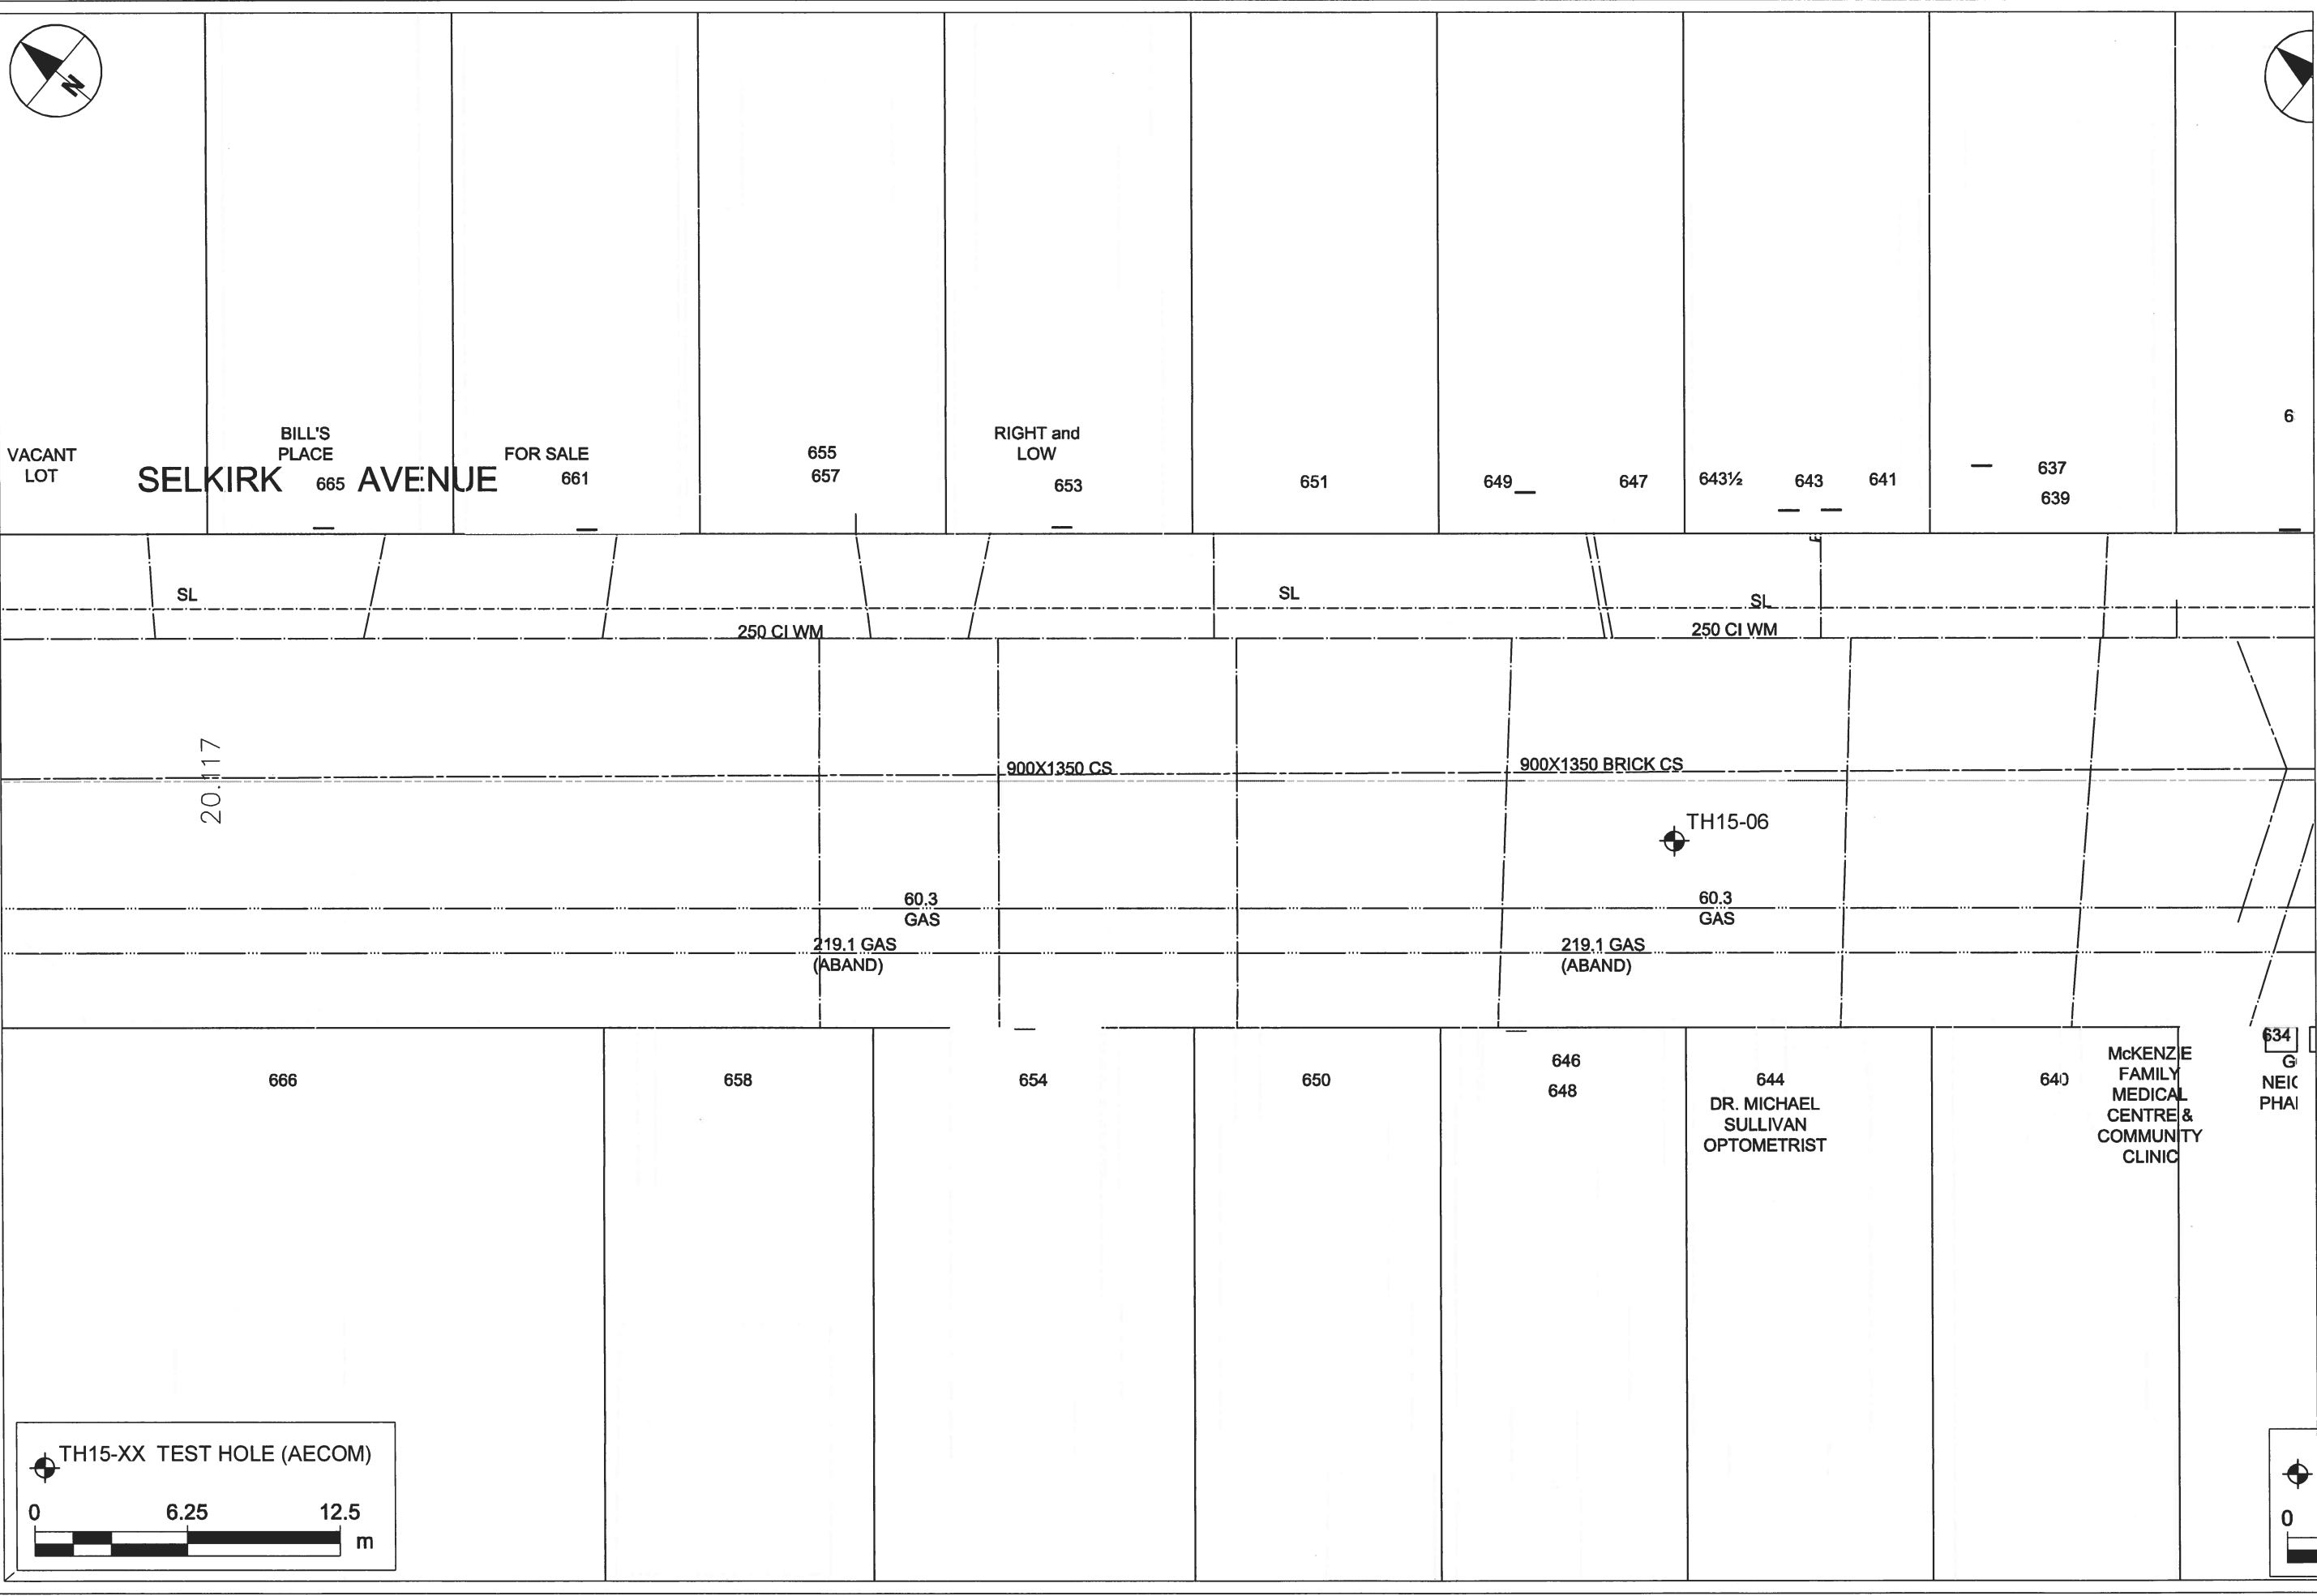 N
VACANT
LOT
SELKIRK AVENUE
BILL'S
PLACE
665
FOR SALE
661
655
657
RIGHT and
LOW
653
651
649
647
643½
643
641
637
639
6
SL
SL
SL
250 CI WM
250 CI WM
20.117
900X1350 CS
900X1350 BRICK CS
TH15-06
60.3
GAS
60.3
GAS
219.1 GAS
(ABAND)
219.1 GAS
(ABAND)
666
658
654
650
646
648
644
DR. MICHAEL
SULLIVAN
OPTOMETRIST
640
McKENZIE
FAMILY
MEDICAL
CENTRE &
COMMUNITY
CLINIC
634
G
NEI
PHA
TH15-XX TEST HOLE (AECOM)
0 6.25 12.5
m
0